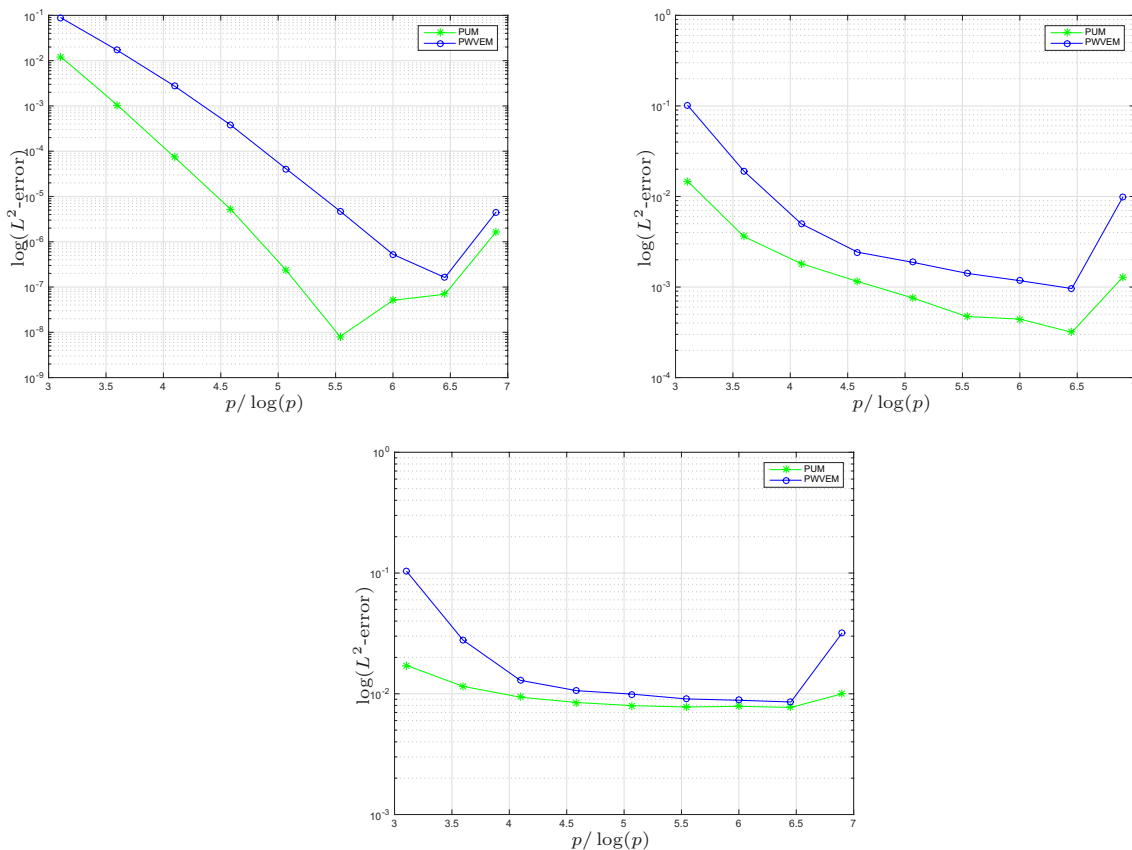 10^-1
10^-2
10^-3
10^-4
10^-5
10^-6
10^-7
10^-8
10^-9
log(L^2-error)
PUM
PWVEM
3 3.5 4 4.5 5 5.5 6 6.5 7
p/ log(p)
10^0
10^-1
10^-2
10^-3
10^-4
log(L^2-error)
PUM
PWVEM
3 3.5 4 4.5 5 5.5 6 6.5
p/ log(p)
10^0
10^-1
10^-2
10^-3
log(L^2-error)
PUM
PWVEM
3 3.5 4 4.5 5 5.5 6 6.5 7
p/ log(p)